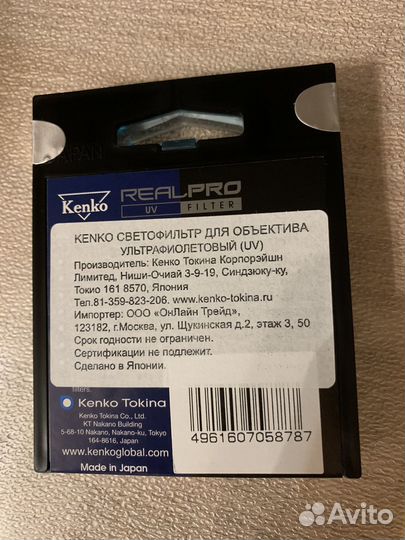 JAPAN
Kenko
REALPRO
UV FILTER
KENKO СВЕТОФИЛЬТР ДЛЯ ОБЪЕКТИВА
УЛЬТРАФИОЛЕТОВЫЙ (UV)
Производитель: Кенко Токина Корпорэйшн
Лимитед, Ниши-Очиай 3-9-19, Синдзюку-ку,
Токио 161 8570, Япония
Тел.81-359-823-206. www.kenko-tokina.ru
Импортер: ООО «ОнЛайн Трейд»,
123182, г.Москва, ул. Щукинская д.2, этаж 3, 50
Срок годности не ограничен.
Сертификации не подлежит.
Сделано в Японии.
filters.
Kenko Tokina
Kenko Tokina Co., Ltd.
KT Nakano Building
5-68-10 Nakano, Nakano-ku, Tokyo
164-8616, Japan
www.kenkoglobal.com
Made in Japan
4961607058787
Avito